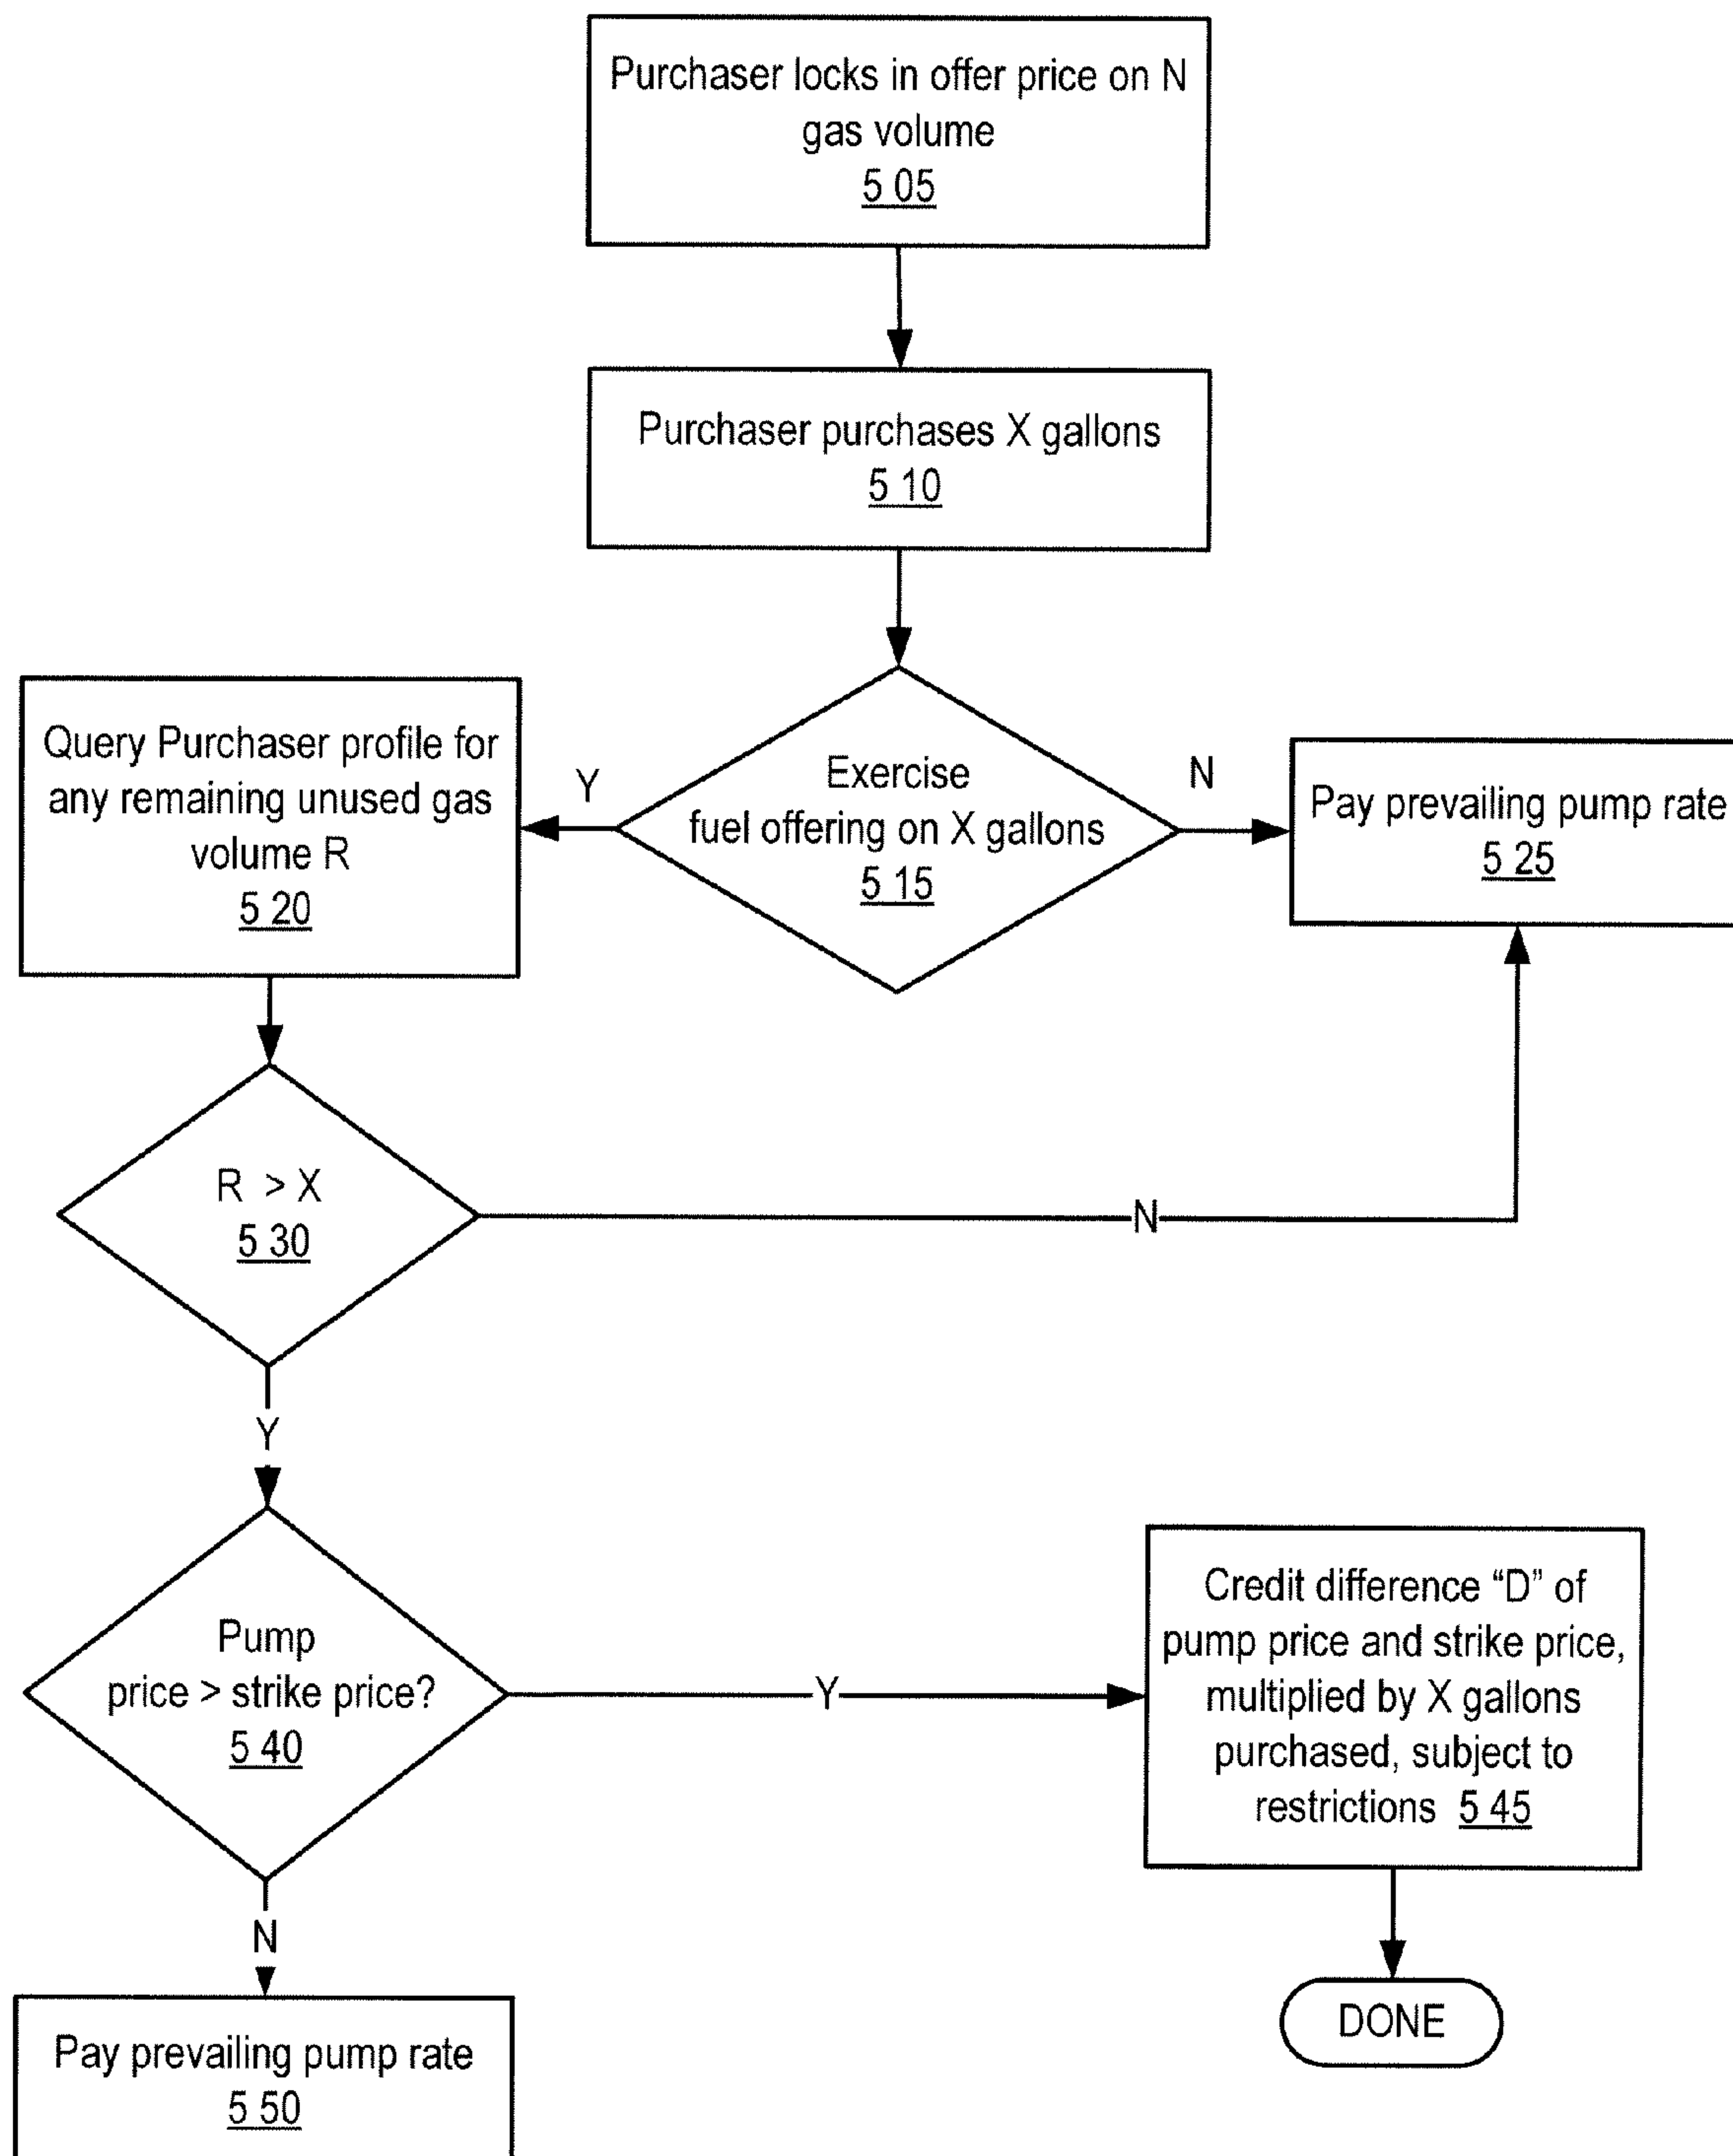 Purchaser locks in offer price on N
gas volume
5 05
Purchaser purchases X gallons
5 10
Exercise
fuel offering on X gallons
5 15
Y
N
Query Purchaser profile for
any remaining unused gas
volume R
5 20
Pay prevailing pump rate
5 25
R > X
5 30
N
Y
Pump
price > strike price?
5 40
Y
N
Credit difference “D” of
pump price and strike price,
multiplied by X gallons
purchased, subject to
restrictions 5 45
DONE
Pay prevailing pump rate
5 50